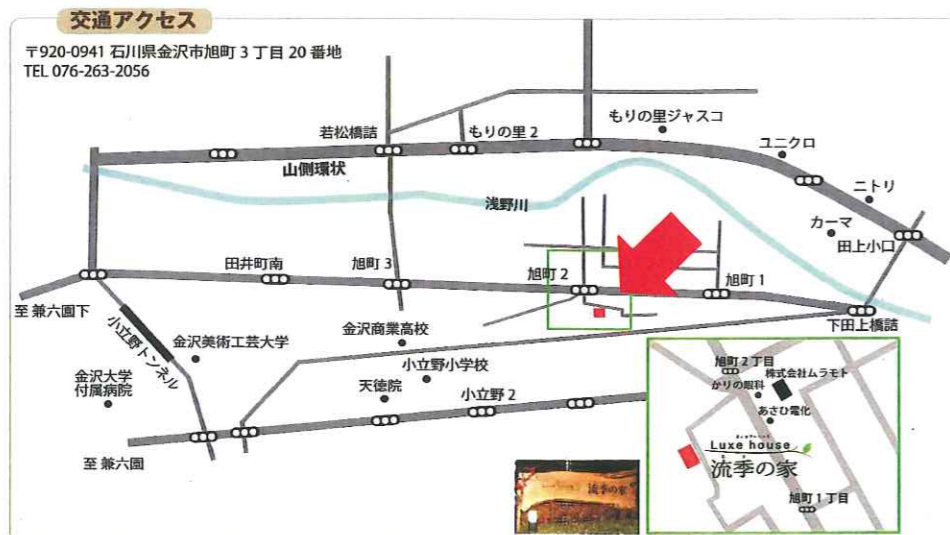 交通アクセス
〒920-0941 石川県金沢市旭町3丁目20番地
TEL 076-263-2056
もりの里ジャスコ
若松橋詰
もりの里2
ユニクロ
山側環状
ニトリ
浅野川
カーマ
田上小口
田井町南
旭町3
旭町2
旭町1
至 兼六園下
下田上橋詰
小立野トンネル
金沢美術工芸大学
金沢商業高校
小立野小学校
金沢大学
付属病院
天徳院
小立野2
至 兼六園
流季の家
旭町2丁目
株式会社ムラモト
かりの眼科
あさひ電化
Luxe house
流季の家
旭町1丁目